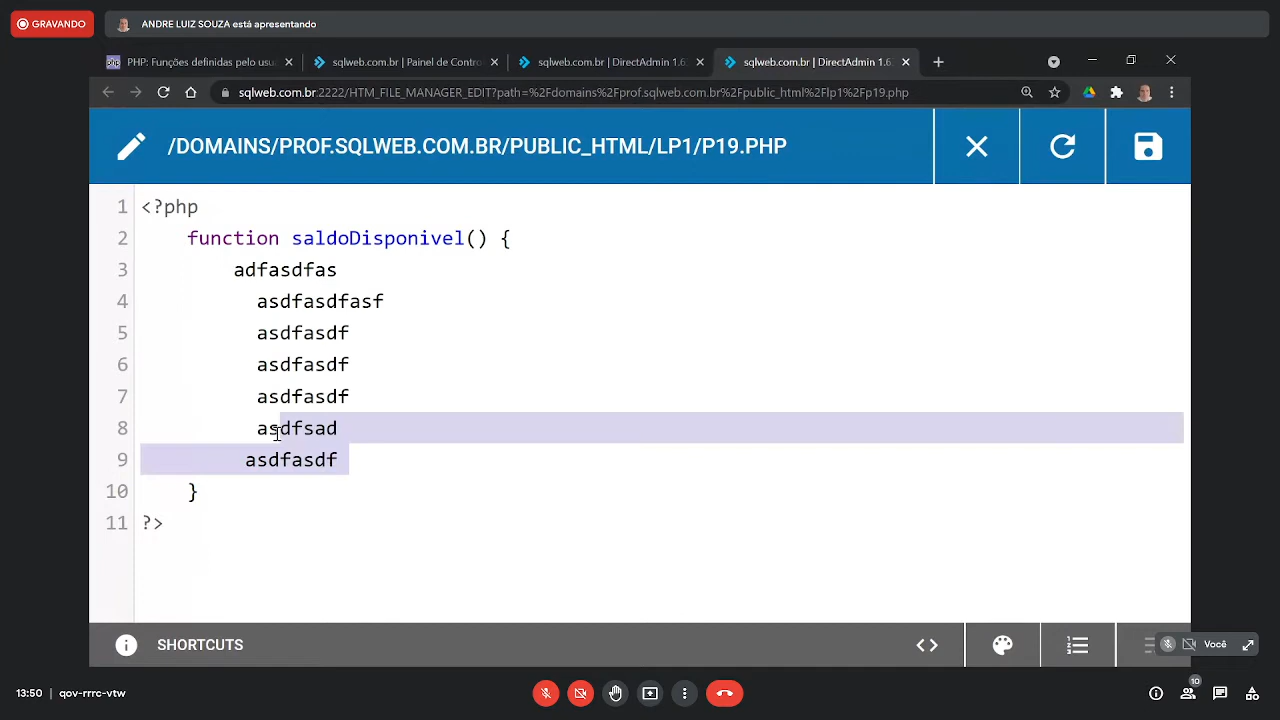 GRAVANDO
ANDRE LUIZ SOUZA está apresentando
php PHP: Funções definidas pelo usu
sqlweb.com.br | Painel de Contro
sqlweb.com.br | DirectAdmin 1.6
sqlweb.com.br | DirectAdmin 1.6
sqlweb.com.br:2222/HTM_FILE_MANAGER_EDIT?path=%2Fdomains%2Fprof.sqlweb.com.br%2Fpublic_html%2Flp1%2Fp19.php
/DOMAINS/PROF.SQLWEB.COM.BR/PUBLIC_HTML/LP1/P19.PHP
1 <?php
2 function saldoDisponivel() {
3 adfasdfas
4 asdfasdfasf
5 asdfasdf
6 asdfasdf
7 asdfasdf
8 asdfsad
9 asdfasdf
10 }
11 ?>
SHORTCUTS
Você
13:50 | qov-rrrc-vtw
10